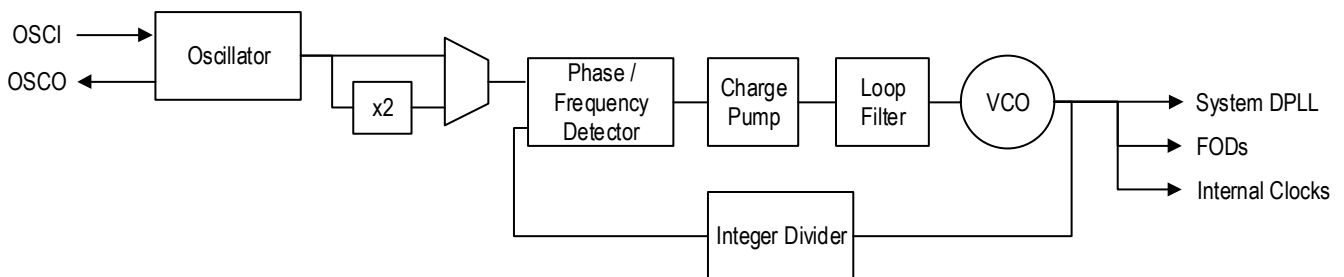 OSCI
OSCO
Oscillator
x2
Phase /
Frequency
Detector
Charge
Pump
Loop
Filter
VCO
System DPLL
FODs
Internal Clocks
Integer Divider